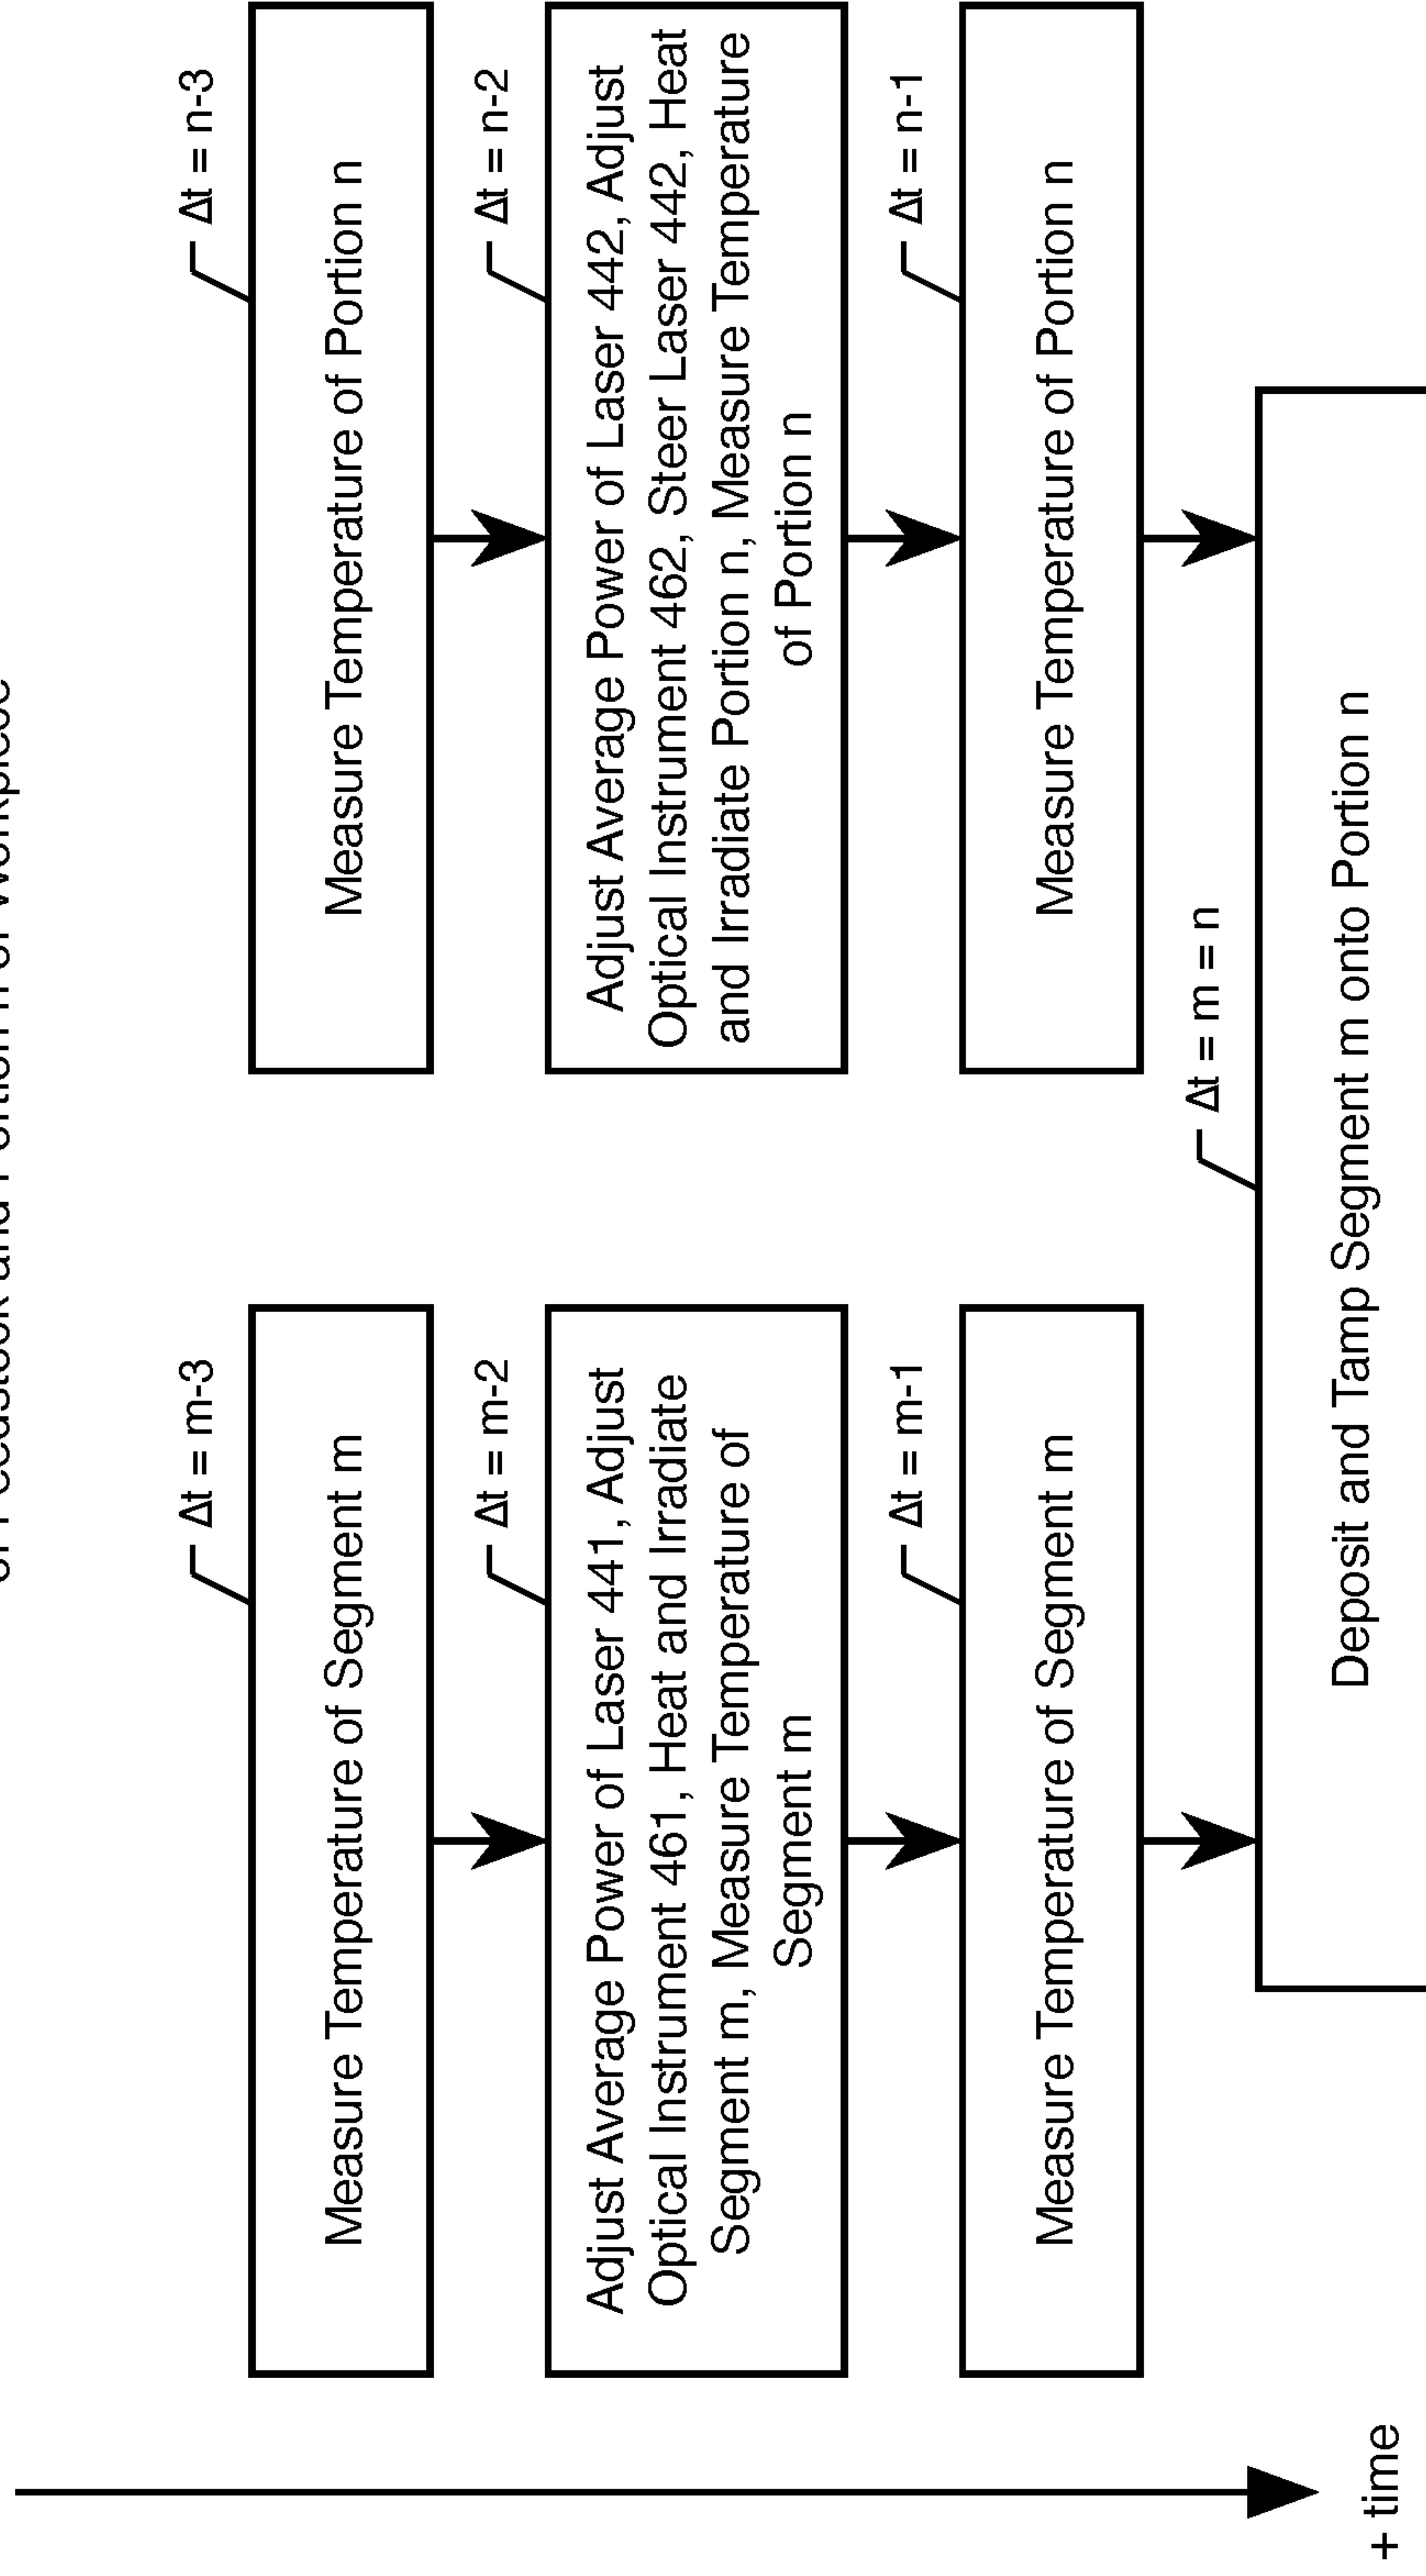 of Feedstock and Portion n of Workpiece
Δt = m-3
Measure Temperature of Segment m
Δt = n-3
Measure Temperature of Portion n
Δt = m-2
Adjust Average Power of Laser 441, Adjust
Optical Instrument 461, Heat and Irradiate
Segment m, Measure Temperature of
Segment m
Δt = n-2
Adjust Average Power of Laser 442, Adjust
Optical Instrument 462, Steer Laser 442, Heat
and Irradiate Portion n, Measure Temperature
of Portion n
Δt = m-1
Measure Temperature of Segment m
Δt = n-1
Measure Temperature of Portion n
Δt = m = n
Deposit and Tamp Segment m onto Portion n
+ time